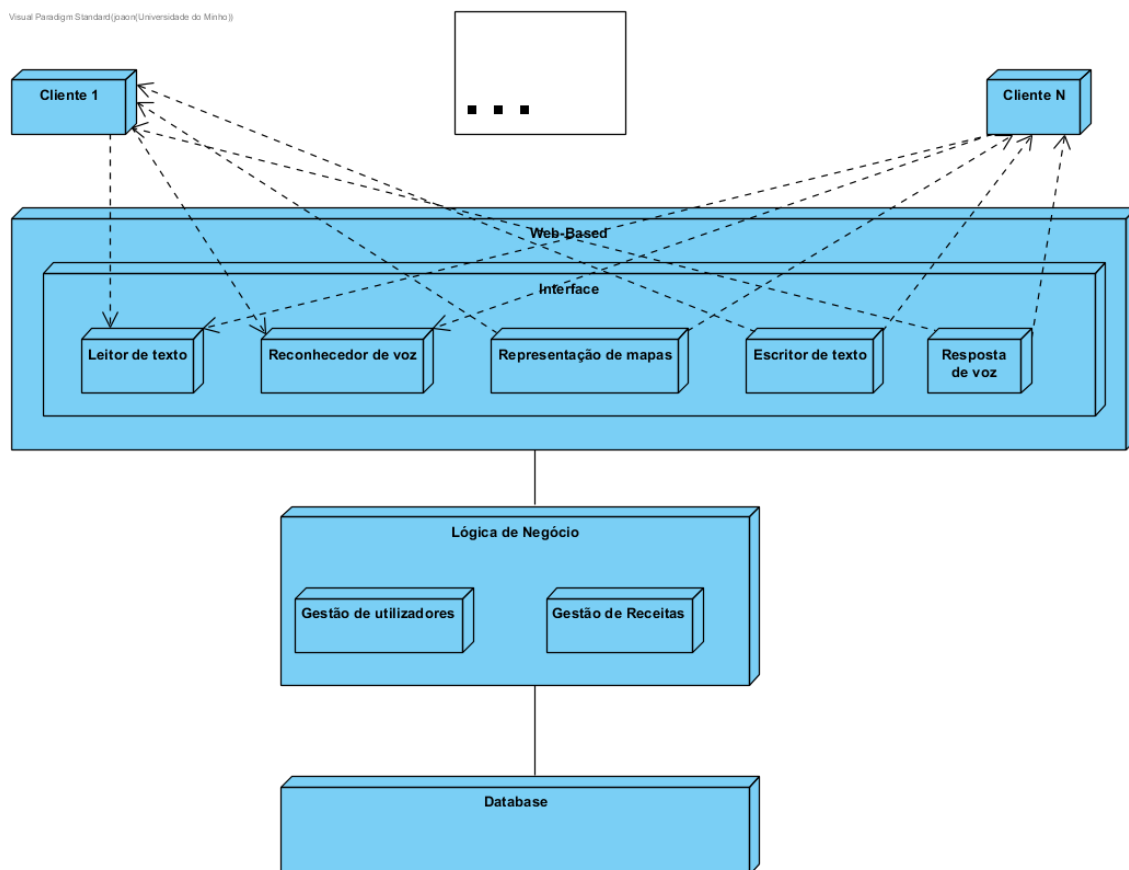 Visual Paradigm Standard(joaon(Universidade do Minho))
Cliente 1
Cliente N
Web-Based
Interface
Leitor de texto
Reconhecedor de voz
Representação de mapas
Escritor de texto
Resposta
de voz
Lógica de Negócio
Gestão de utilizadores
Gestão de Receitas
Database